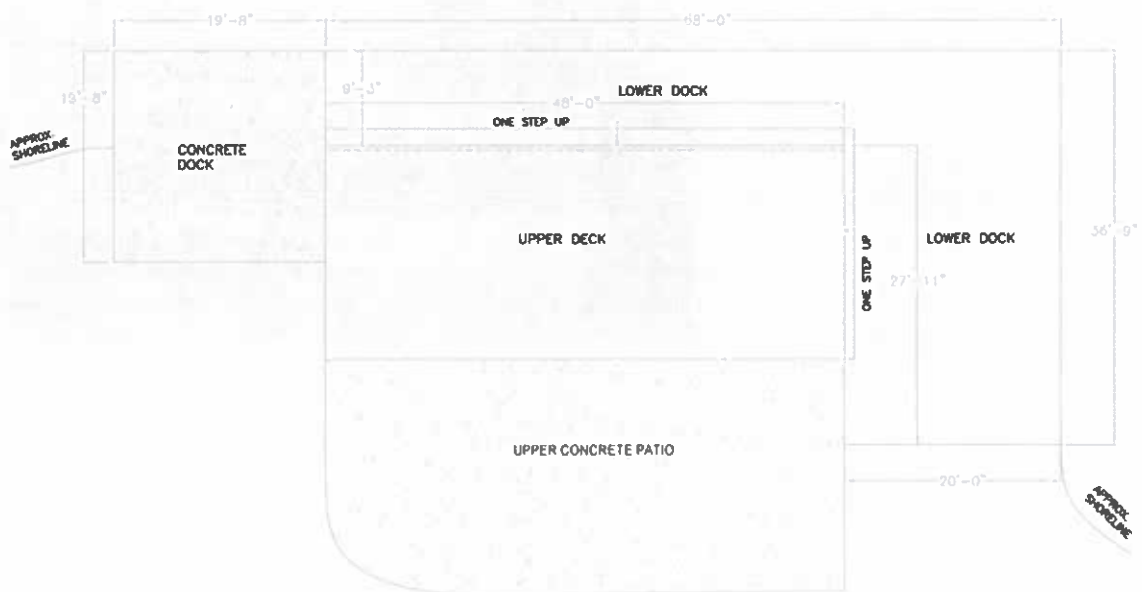 19'-8"
68'-0"
19'-8"
9'-3"
LOWER DOCK
48'-0"
ONE STEP UP
APPROX.
SHORELINE
CONCRETE
DOCK
36'-9"
UPPER DECK
ONE STEP UP
LOWER DOCK
27'-11"
UPPER CONCRETE PATIO
20'-0"
APPROX.
SHORELINE